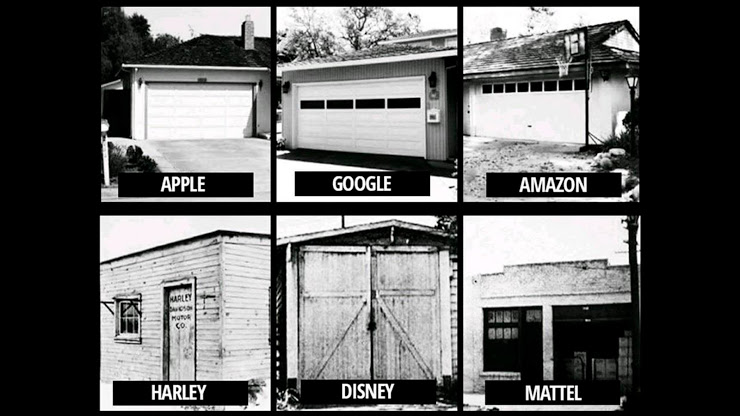 APPLE
GOOGLE
AMAZON
HARLEY
DAVIDSON
MOTOR
CO.
HARLEY
DISNEY
MATTEL